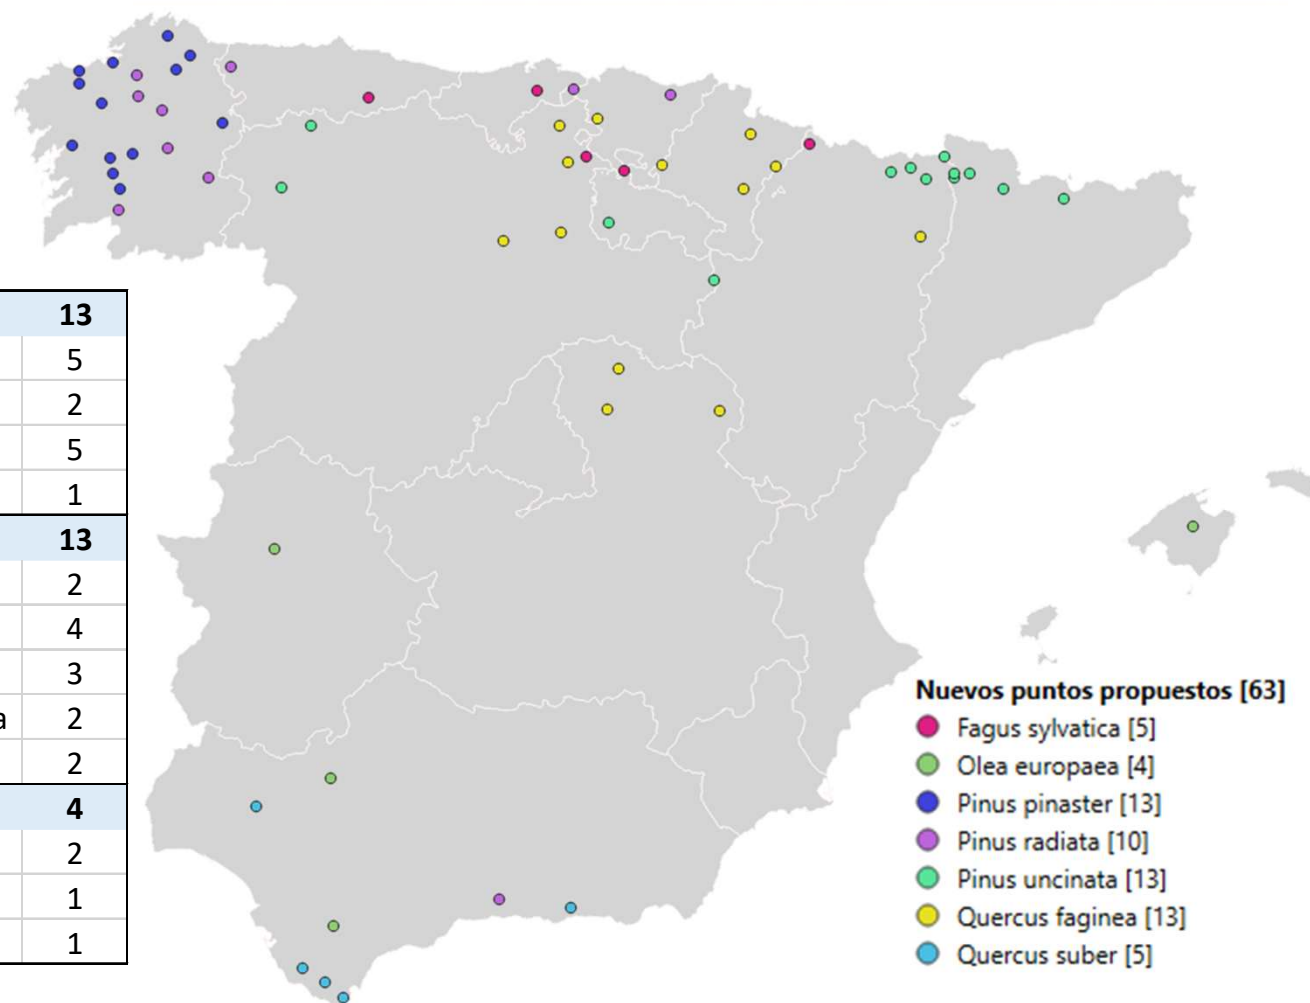 13
5
2
5
1
13
2
4
3
a 2
2
4
2
1
1
Nuevos puntos propuestos [63]
Fagus sylvatica [5]
Olea europaea [4]
Pinus pinaster [13]
Pinus radiata [10]
Pinus uncinata [13]
Quercus faginea [13]
Quercus suber [5]